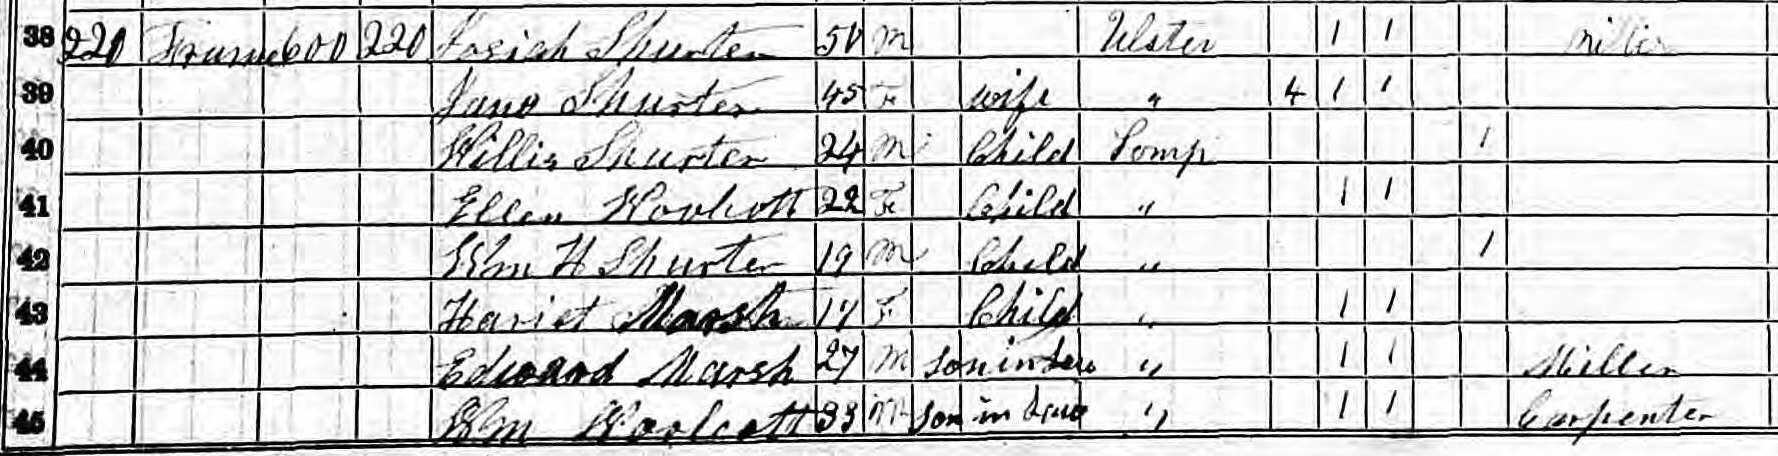 38 220 Frame 600 220 Josiah Shurter 50 M Ulster 1 1 Miller
39 Jane Shurter 45 F wife " 4 1 1
40 Willis Shurter 24 M Child Tomp 1
41 Ellen Woolcott 22 F Child " 1 1
42 Wm H Shurter 19 M Child " 1
43 Hariet Marsh 17 F Child " 1 1
44 Edward Marsh 27 M Son in Law " 1 1 Miller
45 Wm Woolcott 33 M Son in Law " 1 1 Carpenter